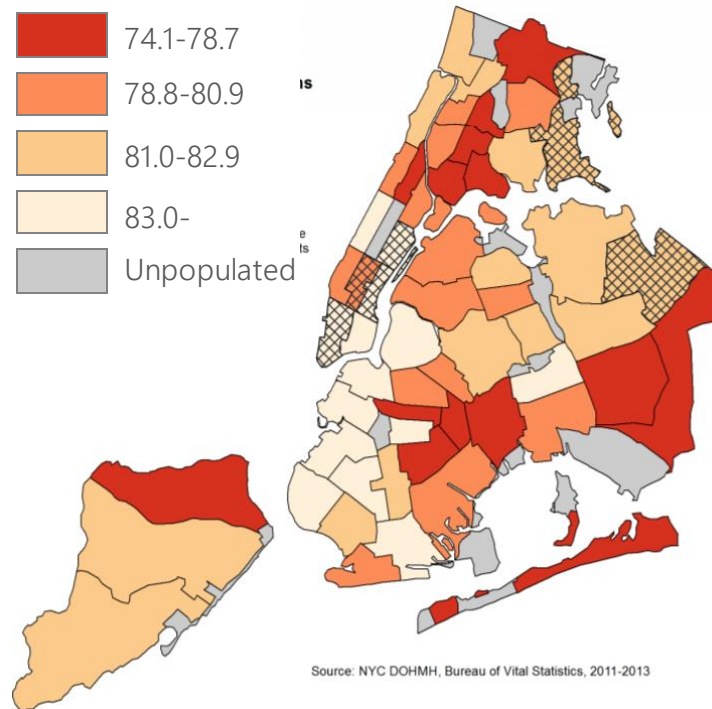 74.1-78.7
78.8-80.9
81.0-82.9
83.0-
Unpopulated
Source: NYC DOHMH, Bureau of Vital Statistics, 2011-2013